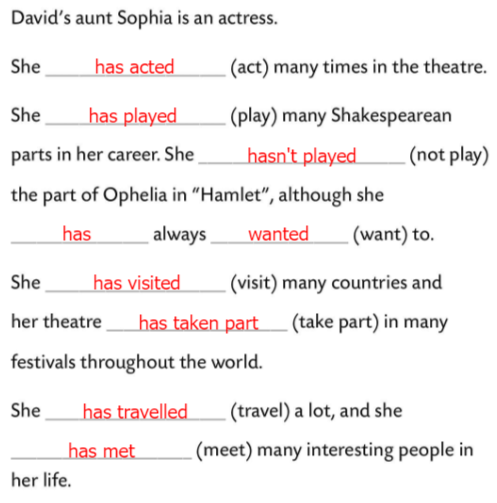 David's aunt Sophia is an actress.
She has acted (act) many times in the theatre.
She has played (play) many Shakespearean
parts in her career. She hasn't played (not play)
the part of Ophelia in "Hamlet", although she
has always wanted (want) to.
She has visited (visit) many countries and
her theatre has taken part (take part) in many
festivals throughout the world.
She has travelled (travel) a lot, and she
has met (meet) many interesting people in
her life.